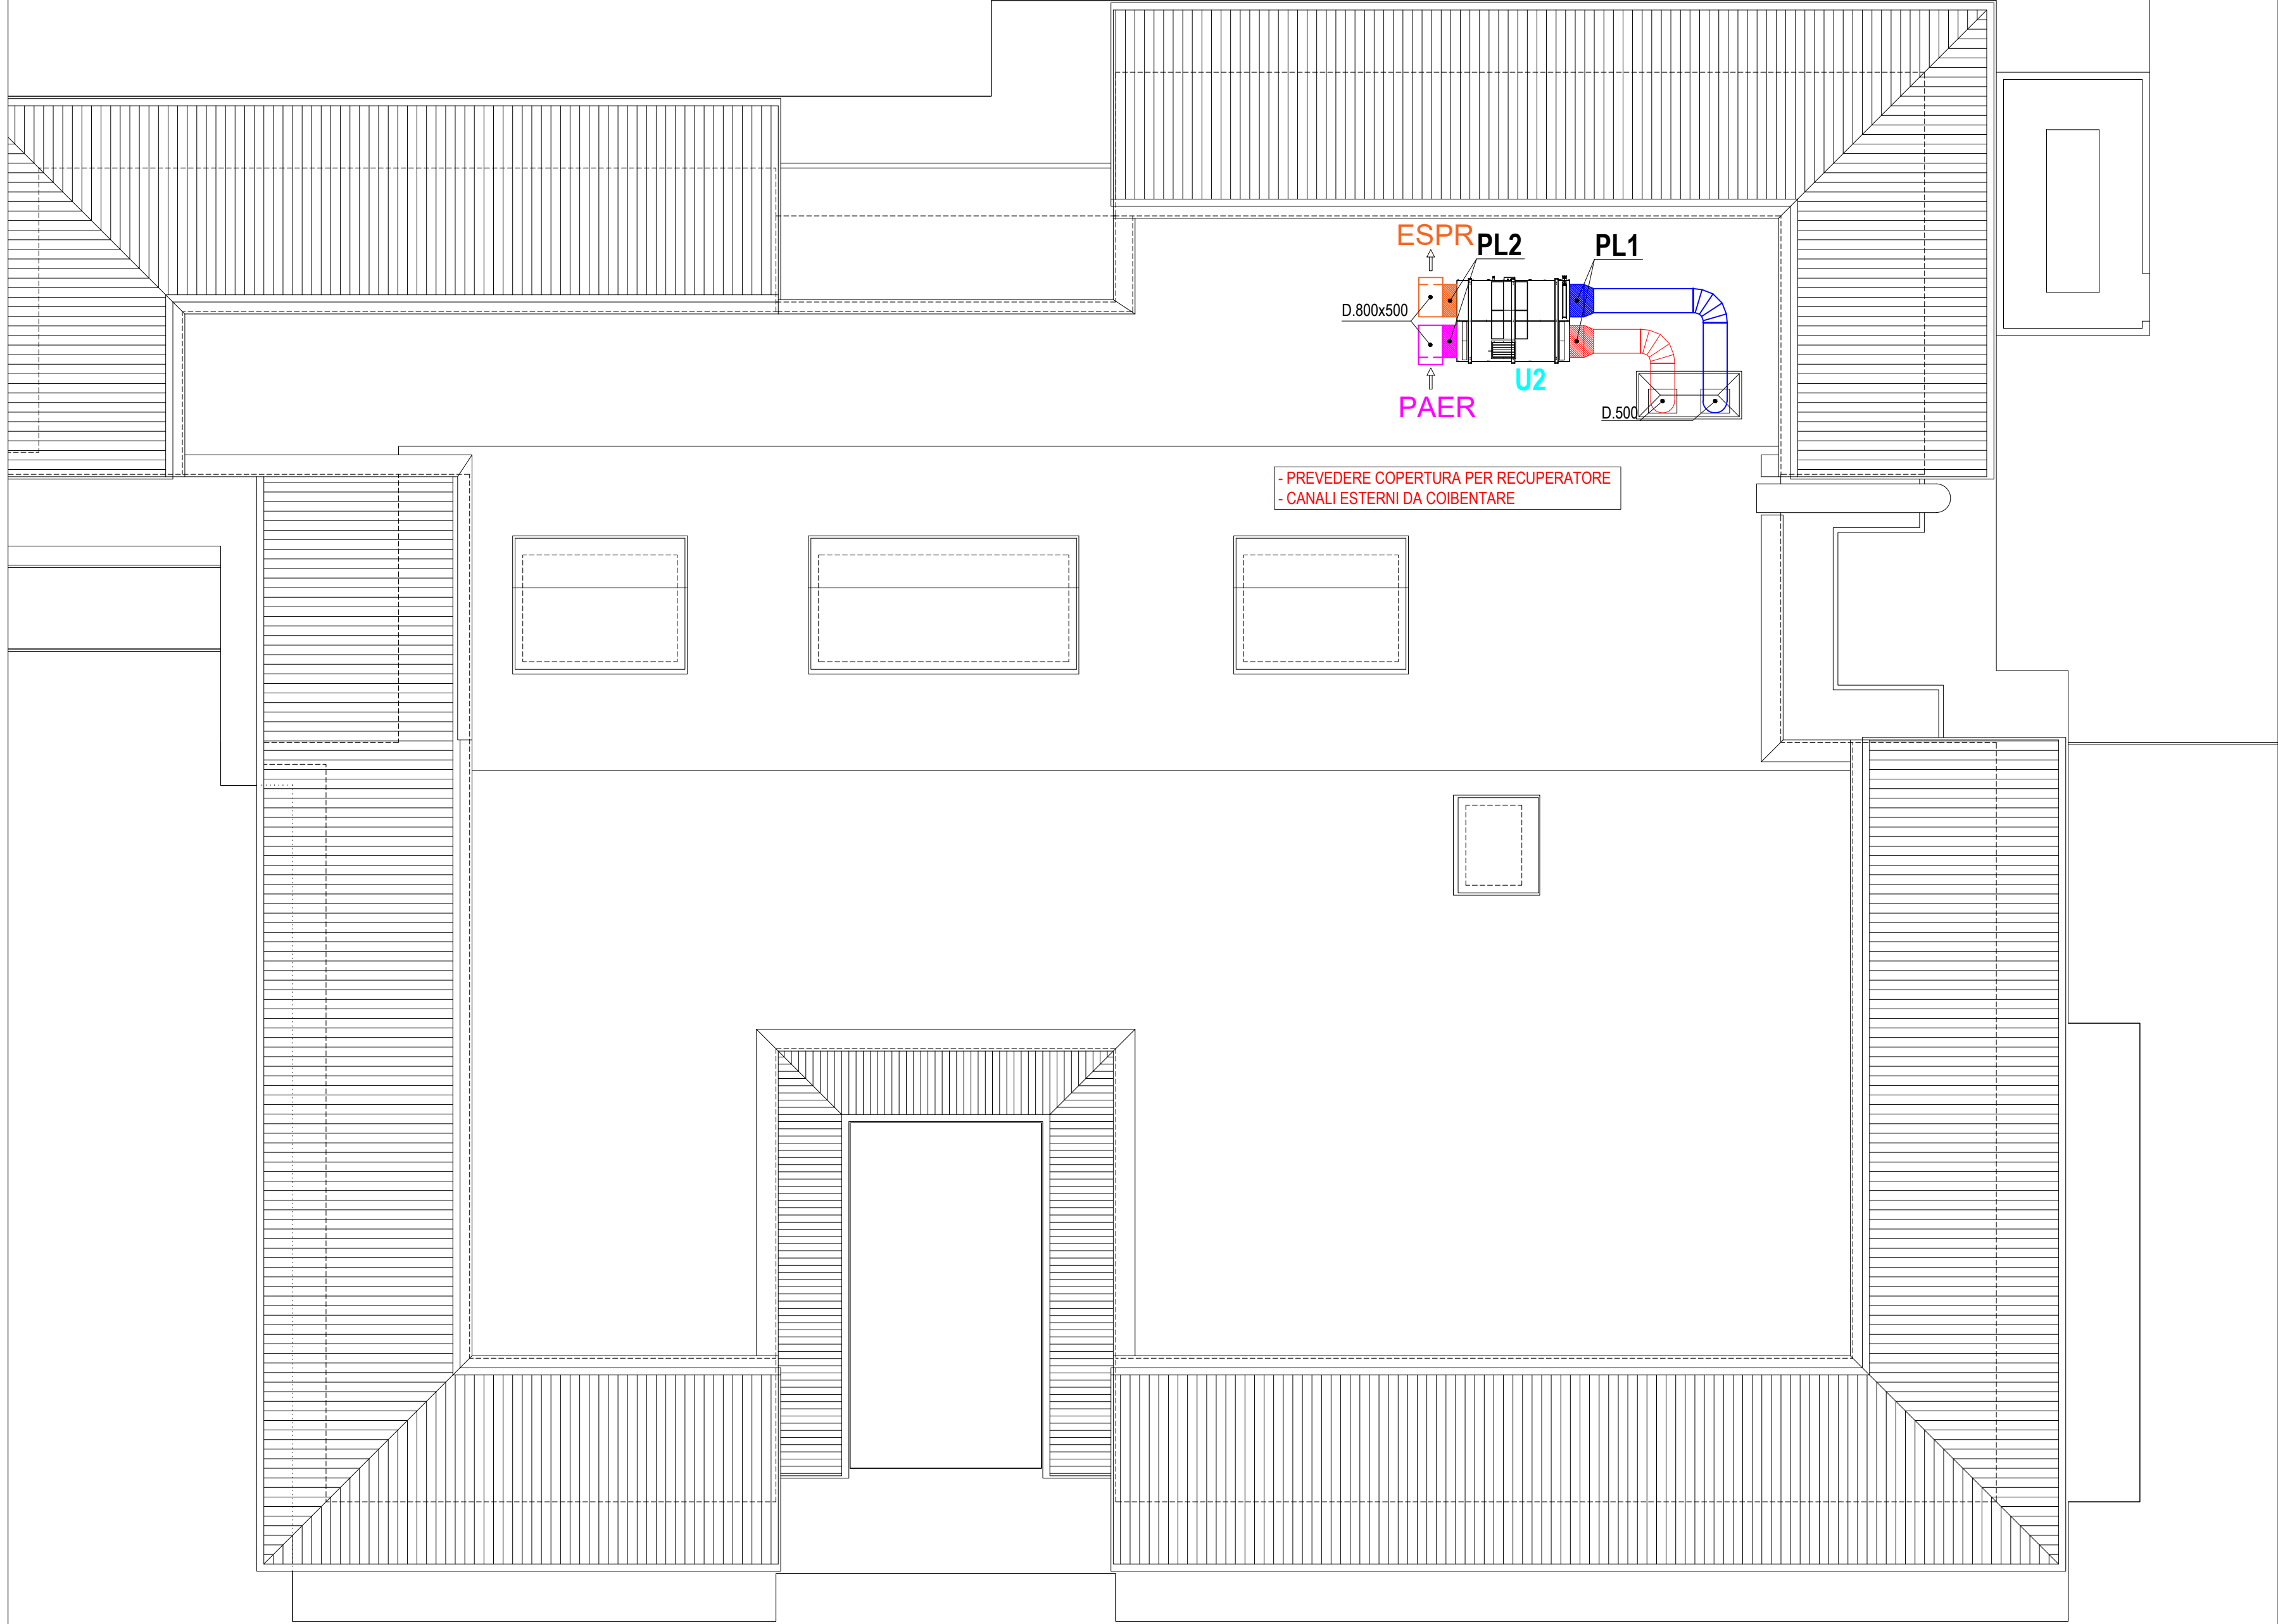 ESPR
PL2
PL1
D.800x500
U2
PAER
D.500
- PREVEDERE COPERTURA PER RECUPERATORE
- CANALI ESTERNI DA COIBENTARE